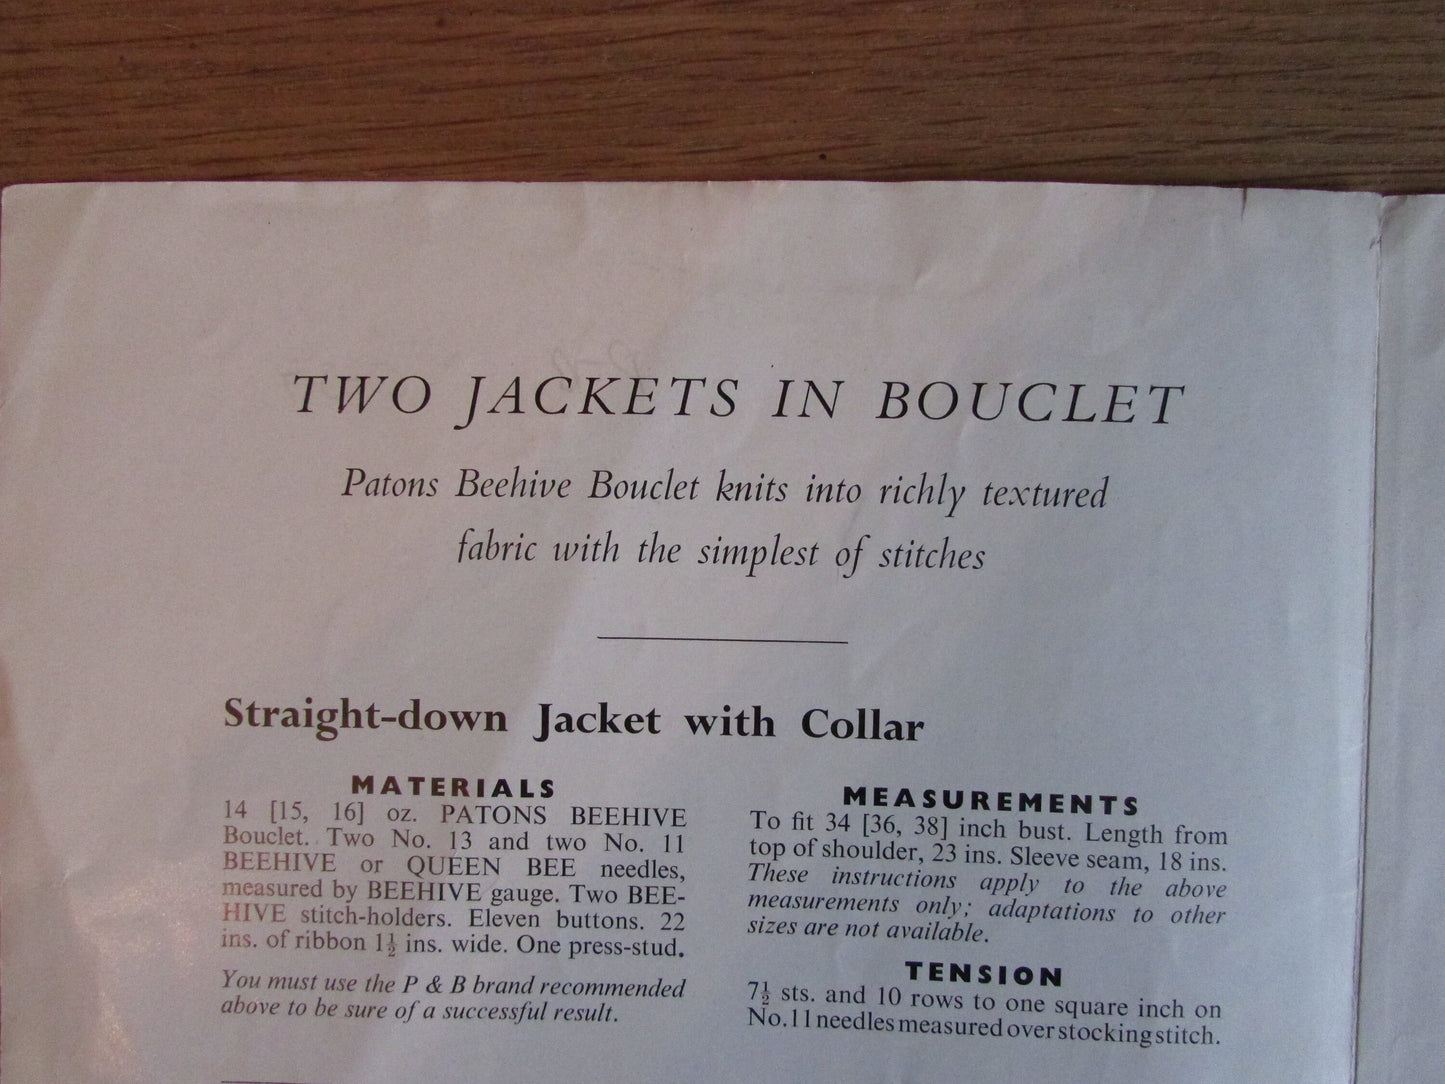 TWO JACKETS IN BOUCLET
Patons Beehive Bouclet knits into richly textured
fabric with the simplest of stitches
Straight-down Jacket with Collar
MATERIALS
14 [15, 16] oz. PATONS BEEHIVE
Bouclet. Two No. 13 and two No. 11
BEEHIVE or QUEEN BEE needles,
measured by BEEHIVE gauge. Two BEE-
HIVE stitch-holders. Eleven buttons. 22
ins. of ribbon 1½ ins. wide. One press-stud.
You must use the P & B brand recommended
above to be sure of a successful result.
MEASUREMENTS
To fit 34 [36, 38] inch bust. Length from
top of shoulder, 23 ins. Sleeve seam, 18 ins.
These instructions apply to the above
measurements only; adaptations to other
sizes are not available.
TENSION
7½ sts. and 10 rows to one square inch on
No. 11 needles measured over stocking stitch.